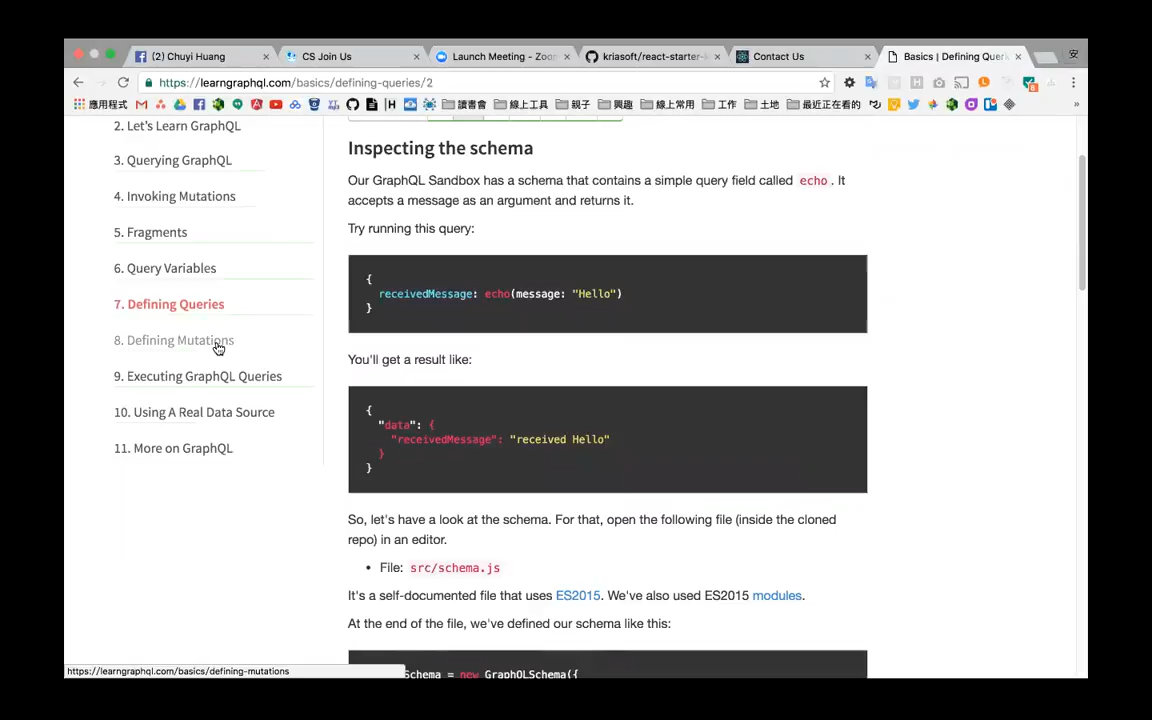 (2) Chuyi Huang
CS Join Us
Launch Meeting - Zoo
kriasoft/react-starter-
Contact Us
Basics | Defining Quer
安
https://learngraphql.com/basics/defining-queries/2
應用程式
讀書會
線上工具
親子
興趣
線上常用
工作
土地
最近正在看的
»
2. Let's Learn GraphQL
3. Querying GraphQL
4. Invoking Mutations
5. Fragments
6. Query Variables
7. Defining Queries
8. Defining Mutations
9. Executing GraphQL Queries
10. Using A Real Data Source
11. More on GraphQL
Inspecting the schema
Our GraphQL Sandbox has a schema that contains a simple query field called echo . It
accepts a message as an argument and returns it.
Try running this query:
{
receivedMessage: echo(message: "Hello")
}
You'll get a result like:
{
"data": {
"receivedMessage": "received Hello"
}
}
So, let's have a look at the schema. For that, open the following file (inside the cloned
repo) in an editor.
• File: src/schema.js
It's a self-documented file that uses ES2015. We've also used ES2015 modules.
At the end of the file, we've defined our schema like this:
Schema = new GraphQLSchema({
https://learngraphql.com/basics/defining-mutations